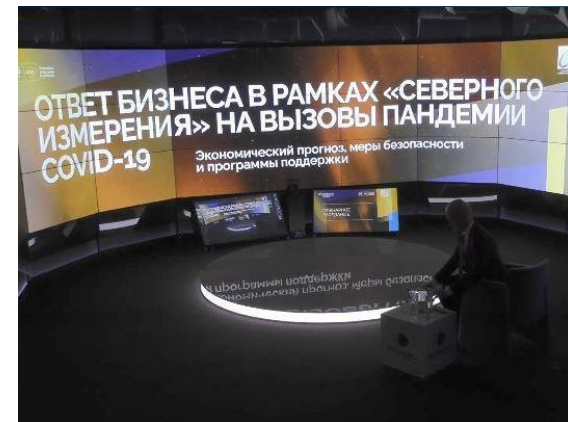 ОТВЕТ БИЗНЕСА В РАМКАХ «СЕВЕРНОГО
ИЗМЕРЕНИЯ» НА ВЫЗОВЫ ПАНДЕМИИ
COVID-19
Экономический прогноз, меры безопасности
и программы поддержки